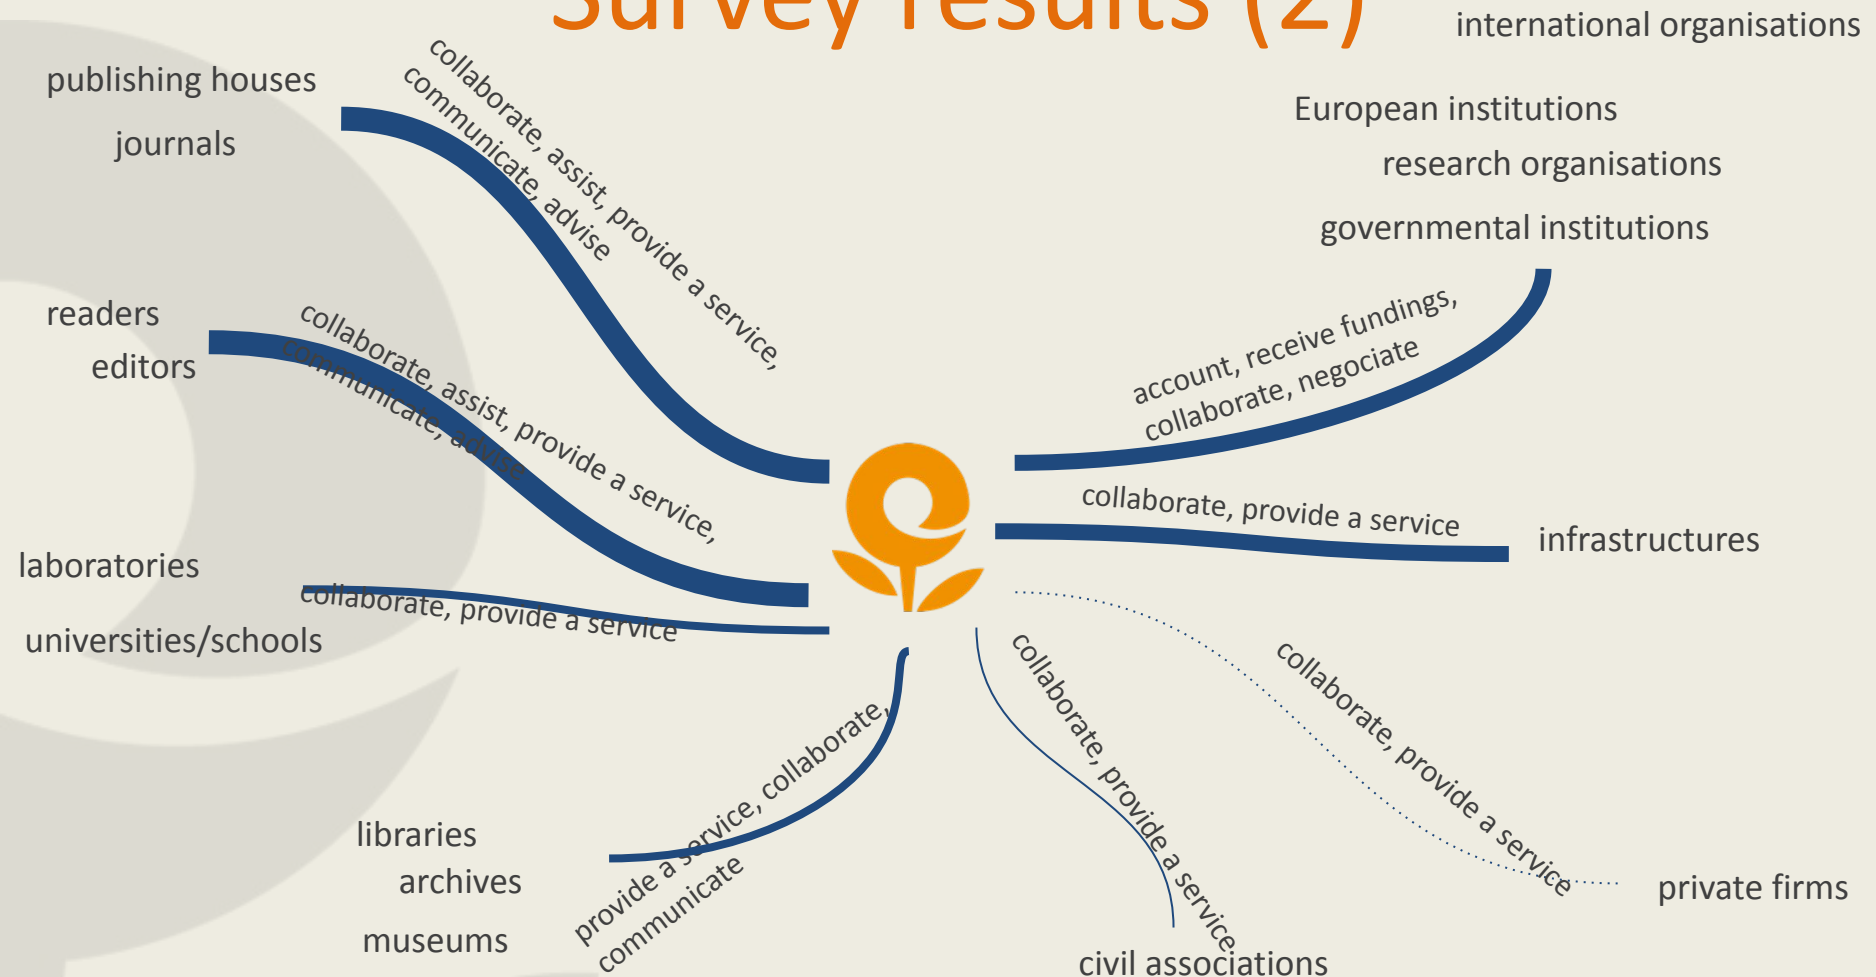 Survey results (2)
international organisations
publishing houses
journals
collaborate, assist, provide a service,
communicate, advise
European institutions
research organisations
governmental institutions
readers
editors
collaborate, assist, provide a service,
communicate, advise
account, receive fundings,
collaborate, negociate
collaborate, provide a service
infrastructures
laboratories
universities/schools
collaborate, provide a service
libraries
archives
museums
provide a service, collaborate,
communicate
collaborate, provide a service
civil associations
collaborate, provide a service
private firms